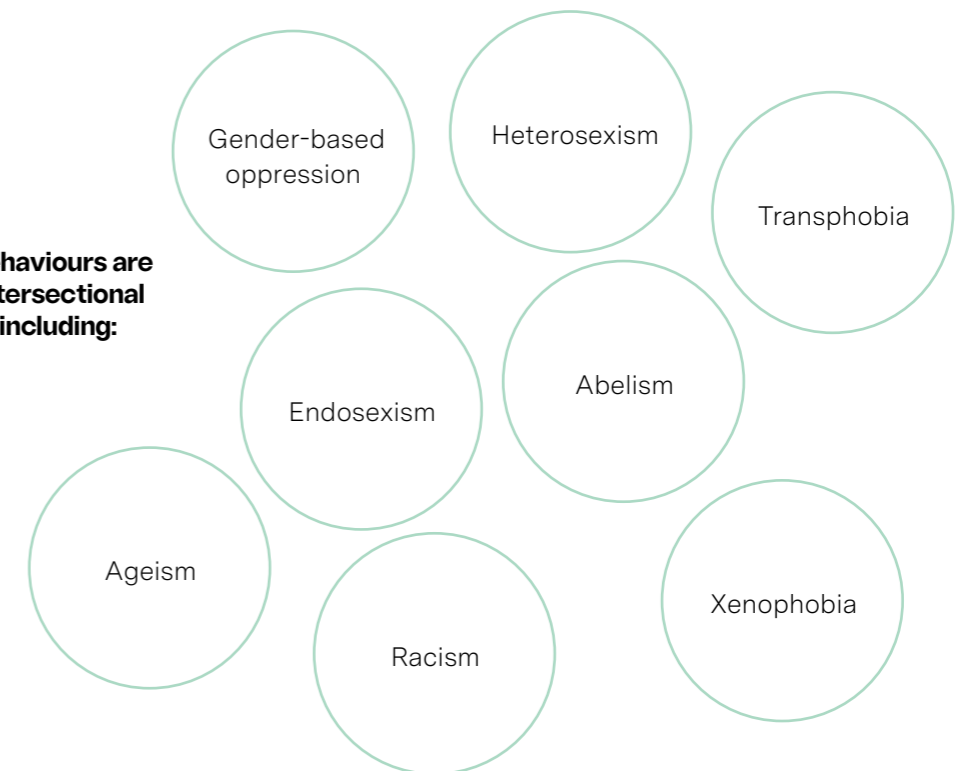 Gender-based
oppression
Heterosexism
Transphobia
haviours are
tersectional
including:
Endosexism
Abelism
Ageism
Racism
Xenophobia